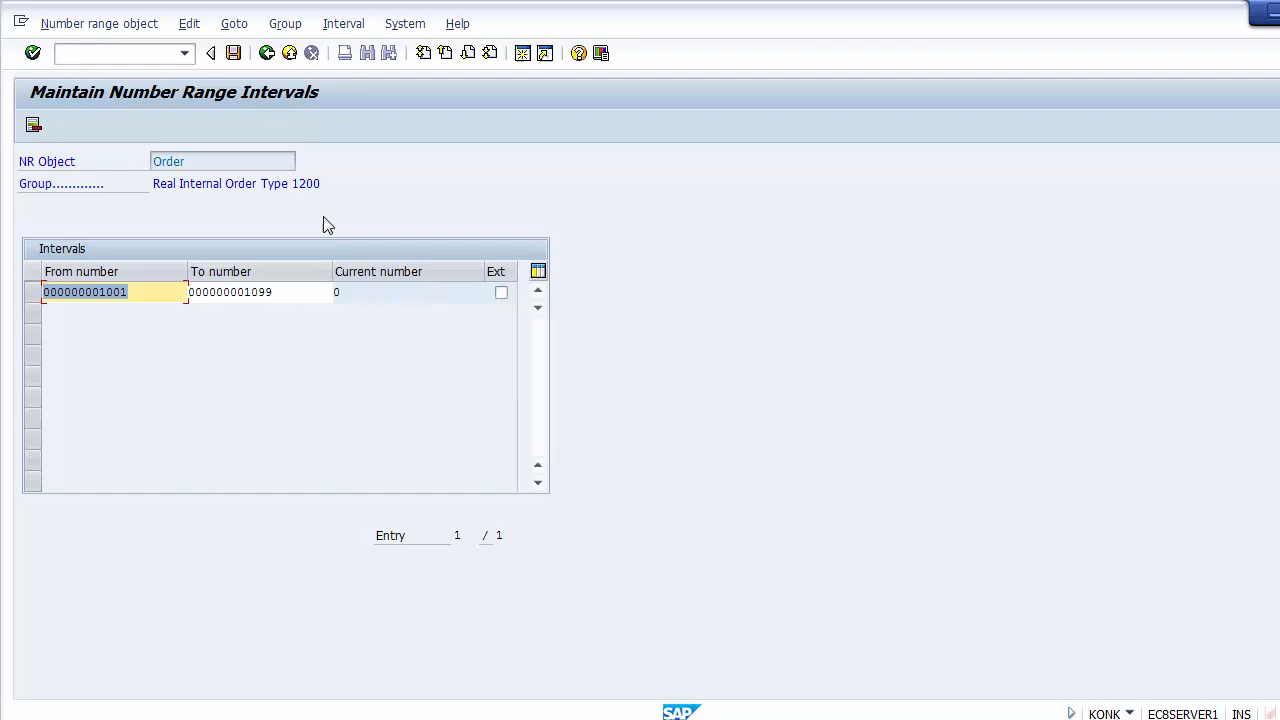 Number range object Edit Goto Group Interval System Help
Maintain Number Range Intervals
NR Object Order
Group............. Real Internal Order Type 1200
Intervals
From number To number Current number Ext
000000001001 000000001099 0
Entry 1 / 1
SAP KONK EC8SERVER1 INS